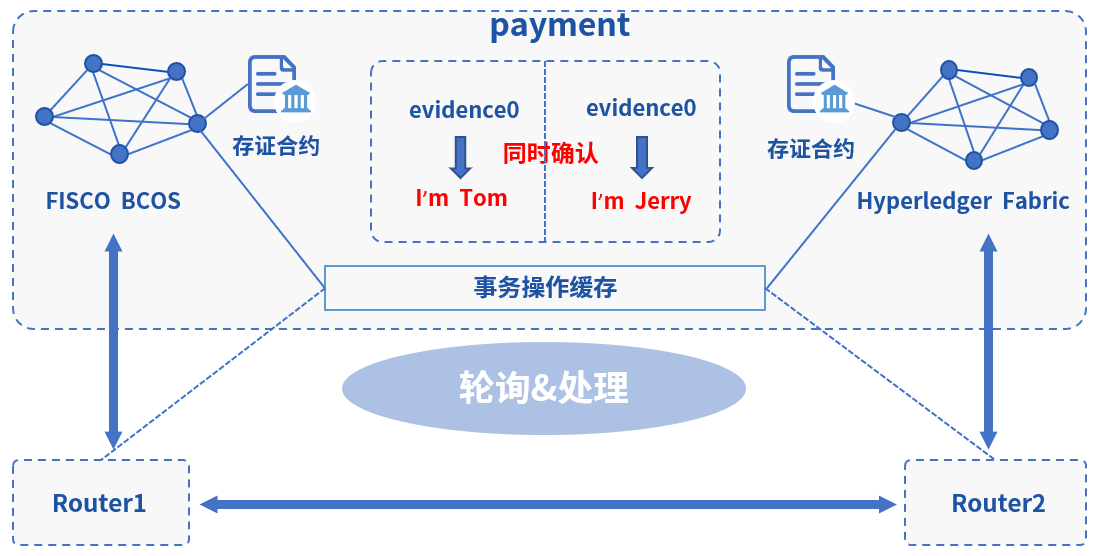 payment
evidence0
evidence0
存证合约
同时确认
存证合约
FISCO BCOS
I’m Tom
I’m Jerry
Hyperledger Fabric
事务操作缓存
轮询&处理
Router1
Router2